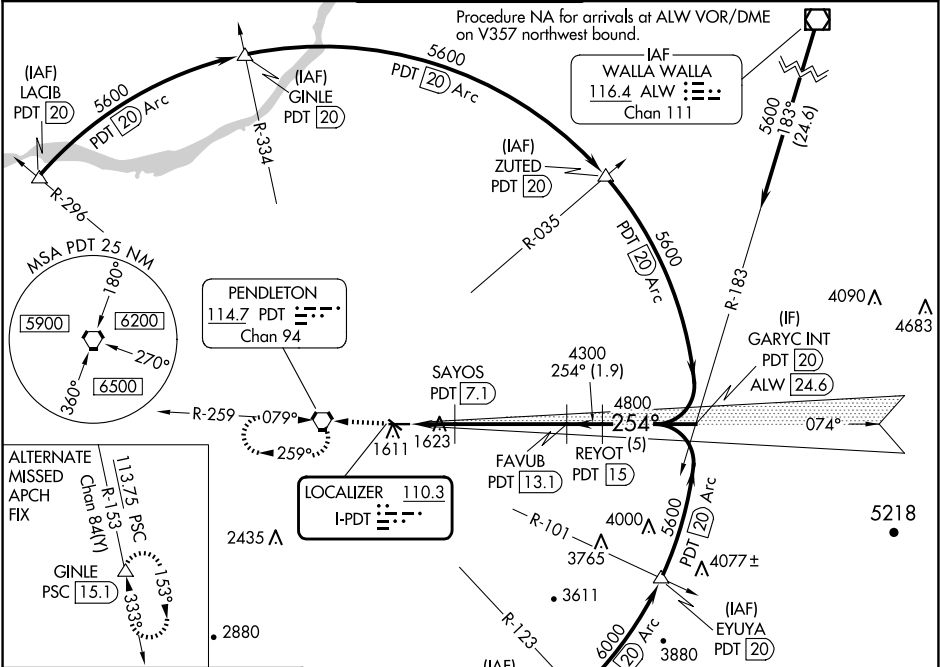 Procedure NA for arrivals at ALW VOR/DME
on V357 northwest bound.
IAF
WALLA WALLA
116.4 ALW
Chan 111
5600
183°
(24.6)
(IAF)
LACIB
PDT 20
5600
PDT 20 Arc
(IAF)
GINLE
PDT 20
5600
PDT 20 Arc
R-334
R-296
(IAF)
ZUTED
PDT 20
R-035
5600
PDT 20 Arc
R-183
MSA PDT 25 NM
180°
5900
6200
270°
360°
6500
PENDLETON
114.7 PDT
Chan 94
4090
4683
(IF)
GARYC INT
PDT 20
ALW 24.6
SAYOS
PDT 7.1
4300
254° (1.9)
4800
254°
(5)
074°
R-259
079°
259°
1611
1623
FAVUB
PDT 13.1
REYOT
PDT 15
LOCALIZER 110.3
I-PDT
ALTERNATE
MISSED
APCH
FIX
113.75 PSC
R-153
Chan 84(Y)
GINLE
PSC 15.1
153°
333°
2435
2880
R-101
4000
3765
5600
PDT 20 Arc
4077±
5218
3611
R-123
(IAF)
EYUYA
PDT 20
3880
6000
20 Arc
(IAF)